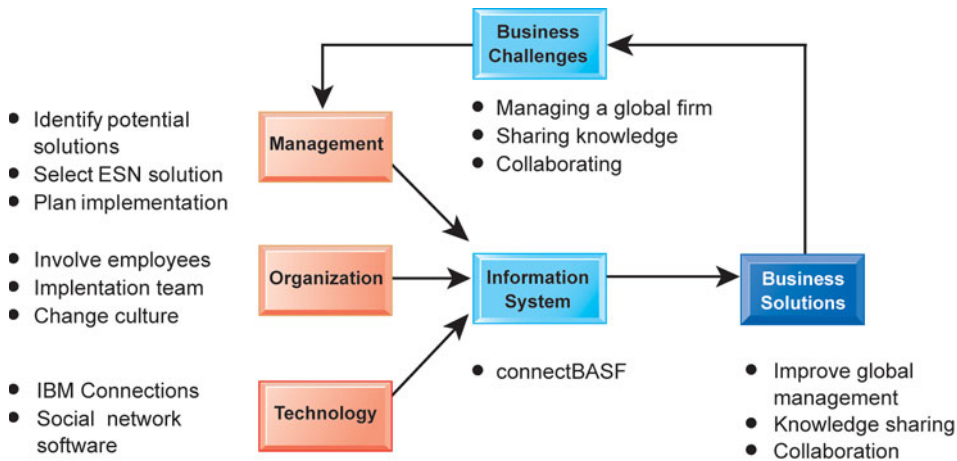 Business
Challenges
● Managing a global firm
● Sharing knowledge
● Collaborating
● Identify potential
solutions
● Select ESN solution
● Plan implementation
Management
● Involve employees
● Implentation team
● Change culture
Organization
Information
System
● connectBASF
Business
Solutions
● Improve global
management
● Knowledge sharing
● Collaboration
● IBM Connections
● Social network
software
Technology